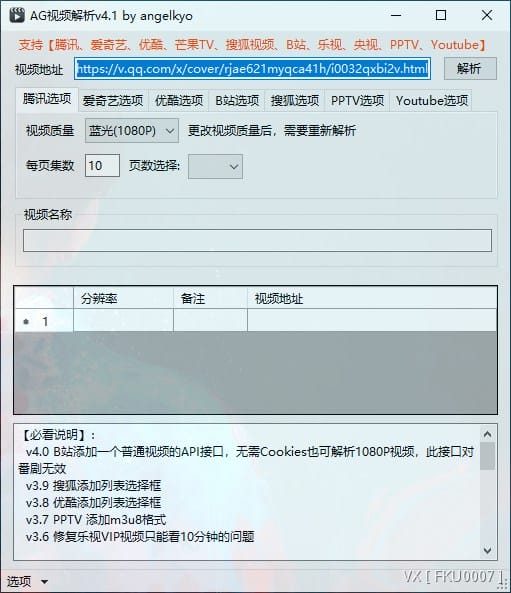 AG视频解析v4.1 by angelkyo
支持【腾讯、爱奇艺、优酷、芒果TV、搜狐视频、B站、乐视、央视、PPTV、Youtube】
视频地址 https://v.qq.com/x/cover/rjae621myqca41h/i0032qxbi2v.html 解析
腾讯选项 爱奇艺选项 优酷选项 B站选项 搜狐选项 PPTV选项 Youtube选项
视频质量 蓝光(1080P) 更改视频质量后，需要重新解析
每页集数 10 页数选择:
视频名称
分辨率 备注 视频地址
1
【必看说明】:
v4.0 B站添加一个普通视频的API接口，无需Cookies也可解析1080P视频，此接口对
番剧无效
v3.9 搜狐添加列表选择框
v3.8 优酷添加列表选择框
v3.7 PPTV 添加m3u8格式
v3.6 修复乐视VIP视频只能看10分钟的问题
选项
VX [ FKU0007 ]